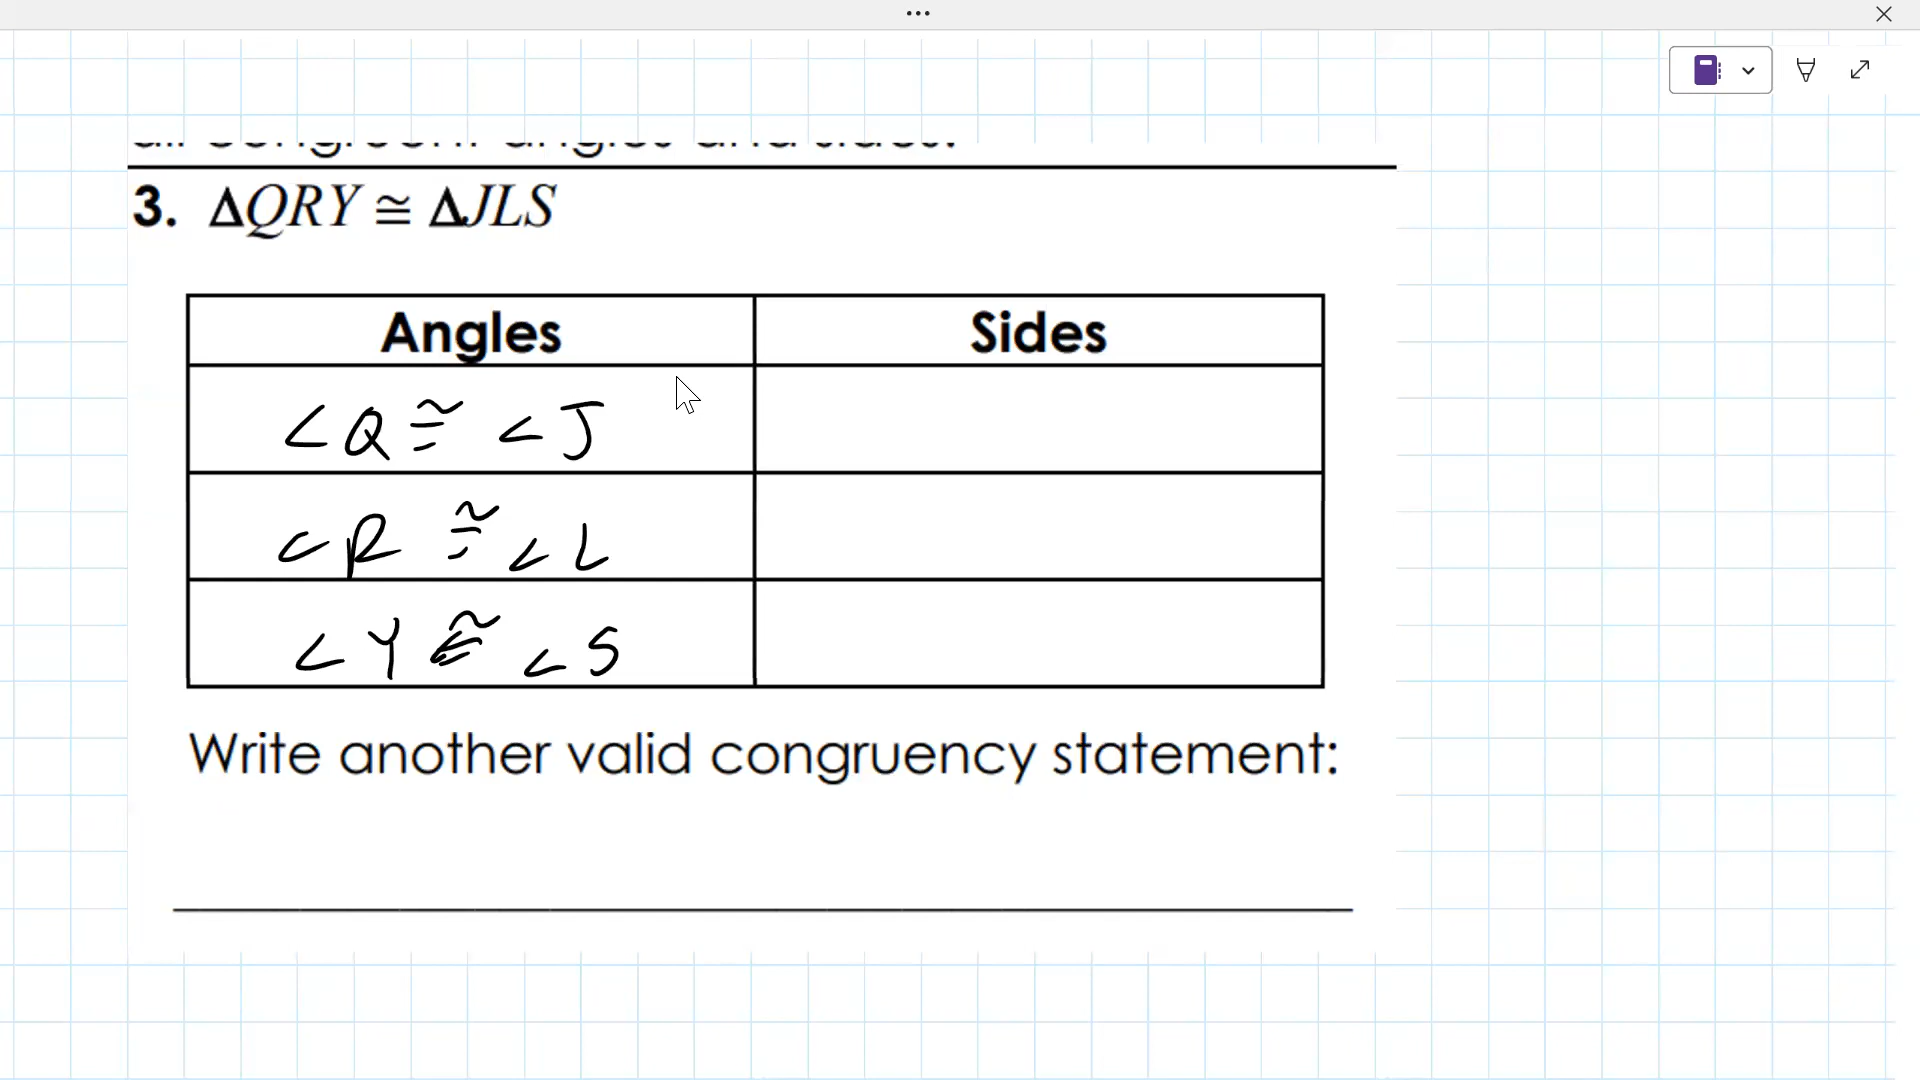 3. ΔQRY ≅ ΔJLS
Angles Sides
∠Q ≅ ∠J
∠R ≅ ∠L
∠Y ≅ ∠S
Write another valid congruency statement: